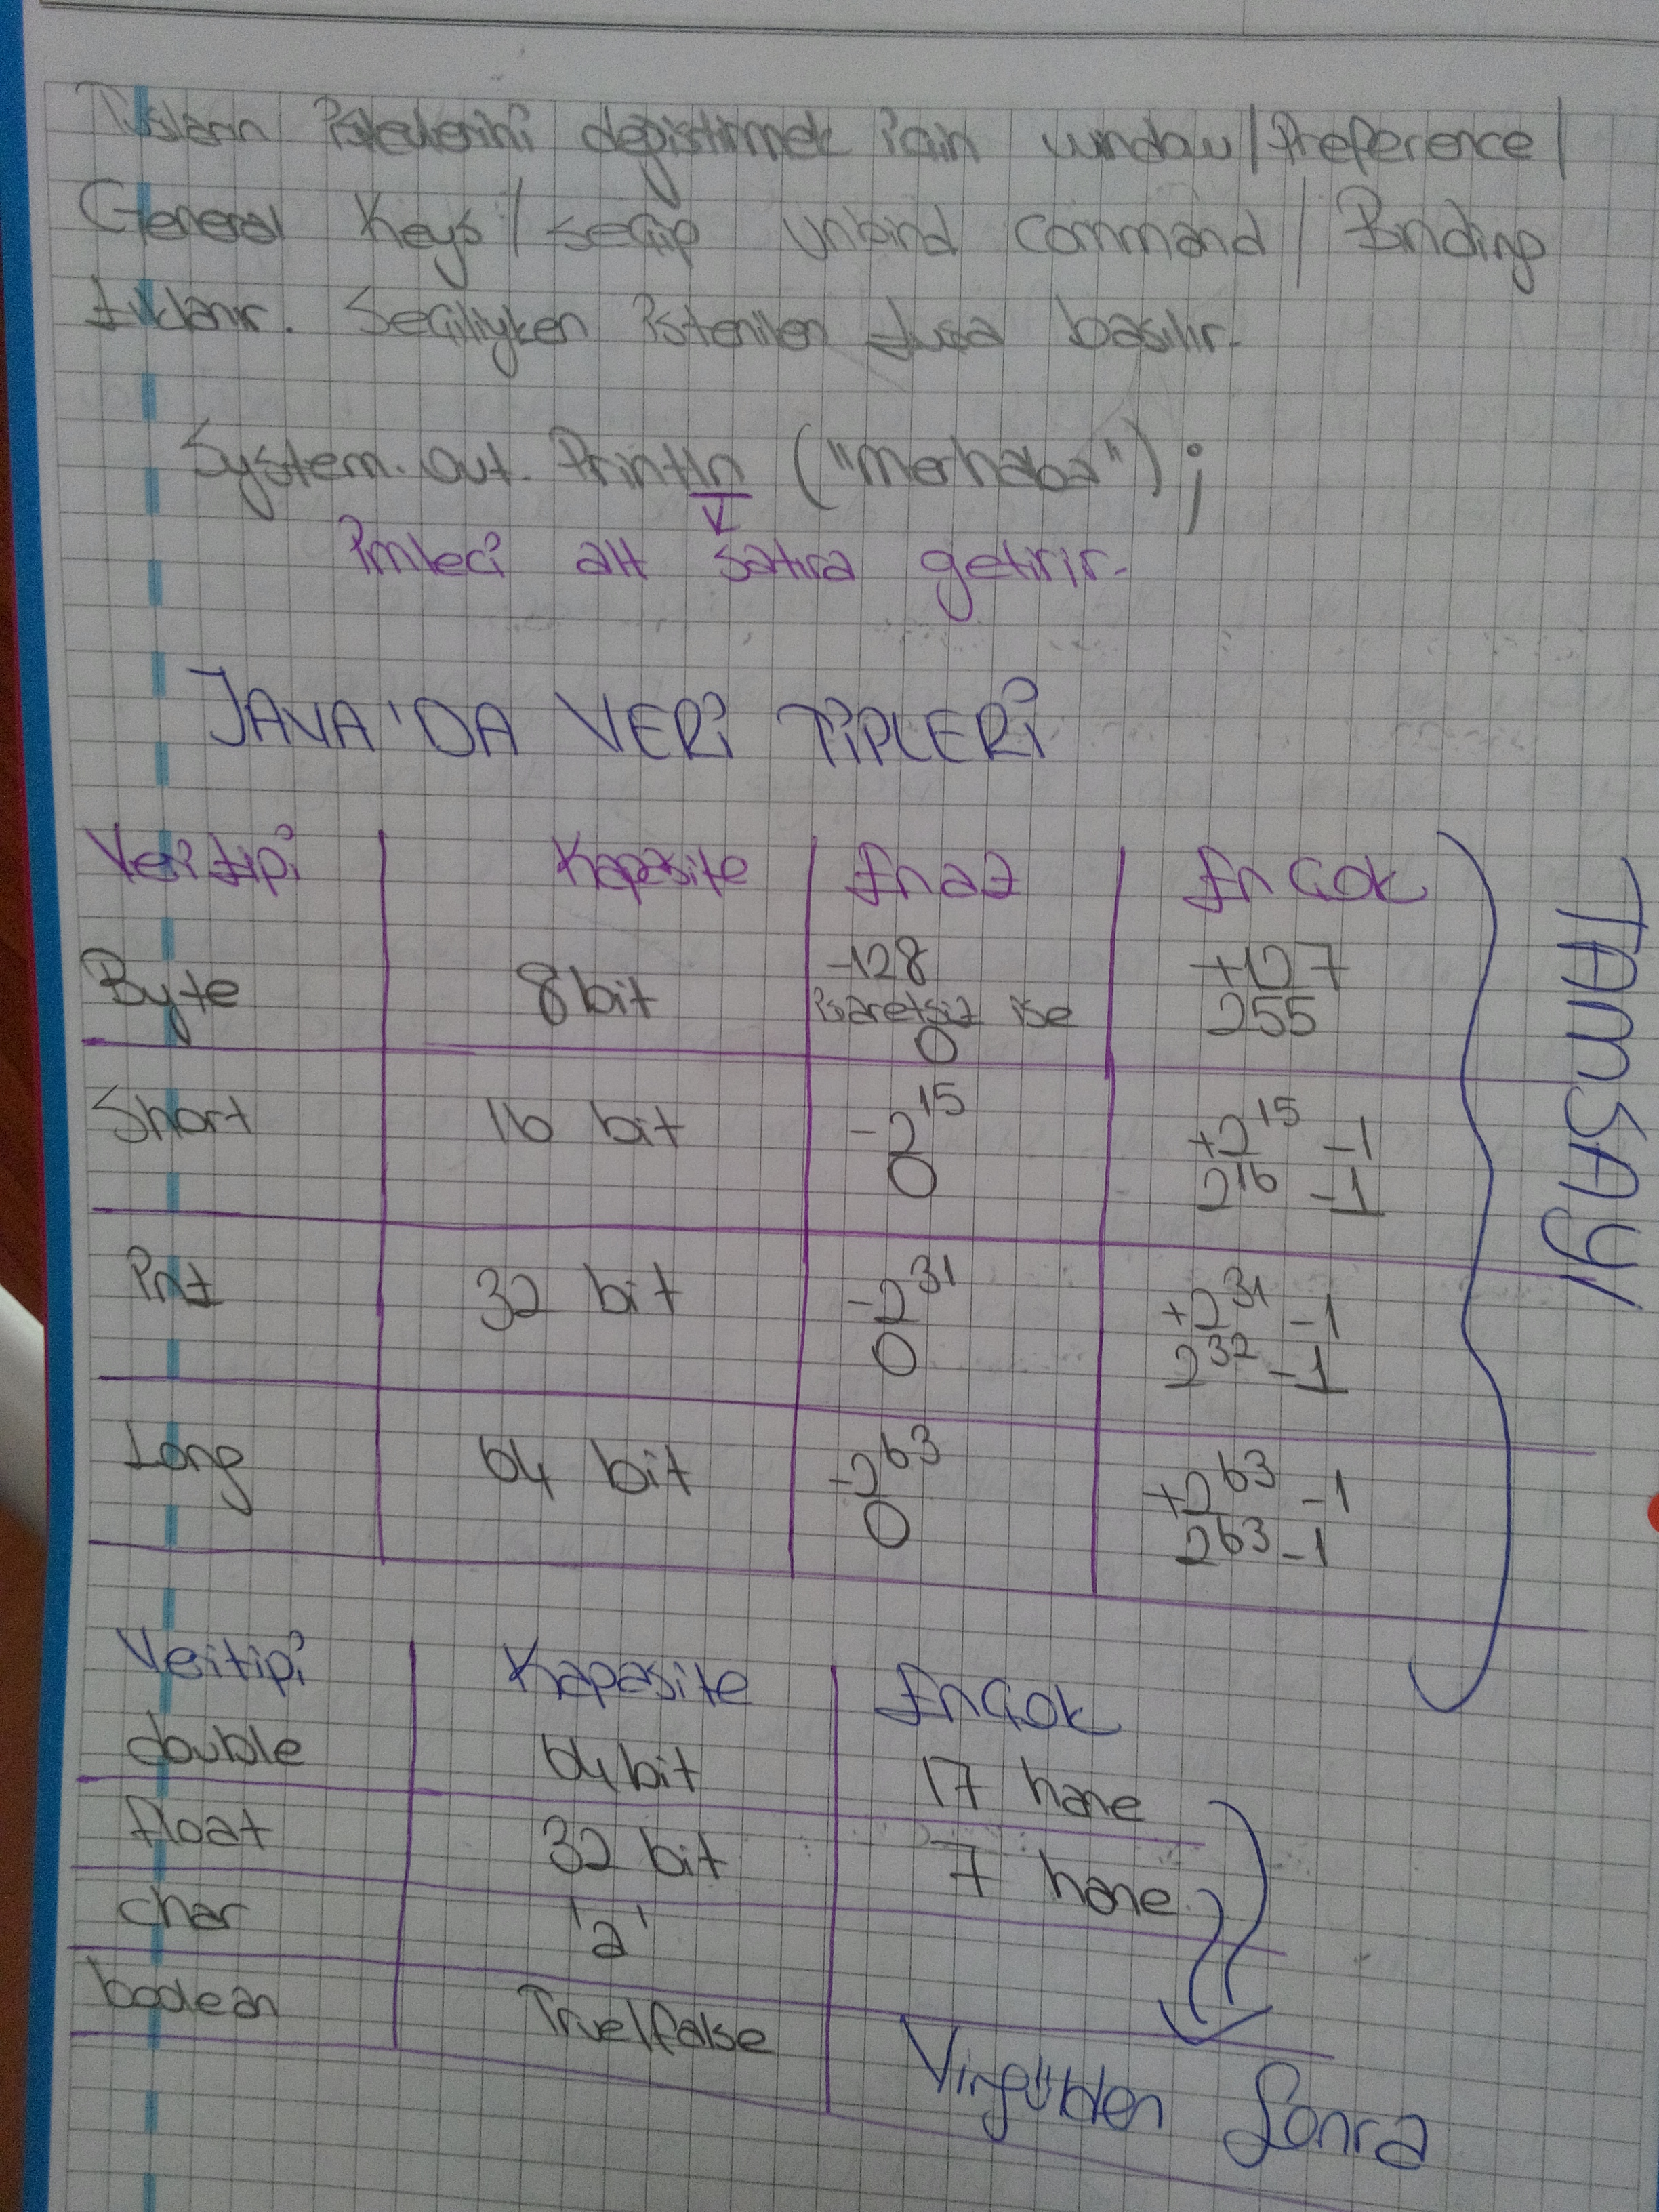 Tuşların işlevlerini değiştirmek için window/Preference/
General Keys/seçip unbind command/Binding
tıklanır. Seçiliyken istenilen tuşa basılır.
System.out.Println ("merhaba");
imleci alt satıra getirir.
JAVA'DA VERİ TİPLERİ
Veri tipi Kapasite En az En Çok
Byte 8 bit -128 +127
işaretsiz ise 255
0
Short 16 bit -2^15 +2^15 -1
0 2^16 -1
int 32 bit -2^31 +2^31 -1
0 2^32 -1
Long 64 bit -2^63 +2^63 -1
0 2^63 -1
TAMSAYI
Veri tipi Kapasite En Çok
double 64 bit 17 hane
float 32 bit 7 hane
char 'a'
boolean True/false
Virgülden Sonra